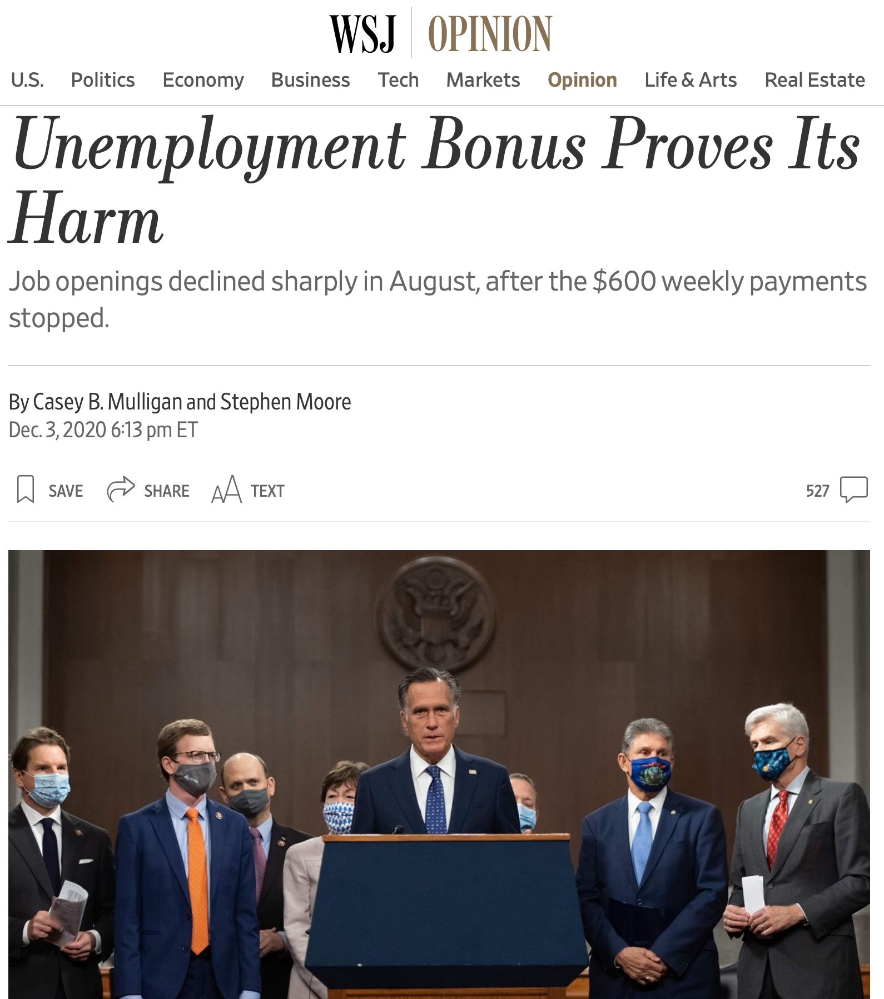 WSJ OPINION
U.S. Politics Economy Business Tech Markets Opinion Life & Arts Real Estate
Unemployment Bonus Proves Its
Harm
Job openings declined sharply in August, after the $600 weekly payments
stopped.
By Casey B. Mulligan and Stephen Moore
Dec. 3, 2020 6:13 pm ET
SAVE SHARE AA TEXT 527